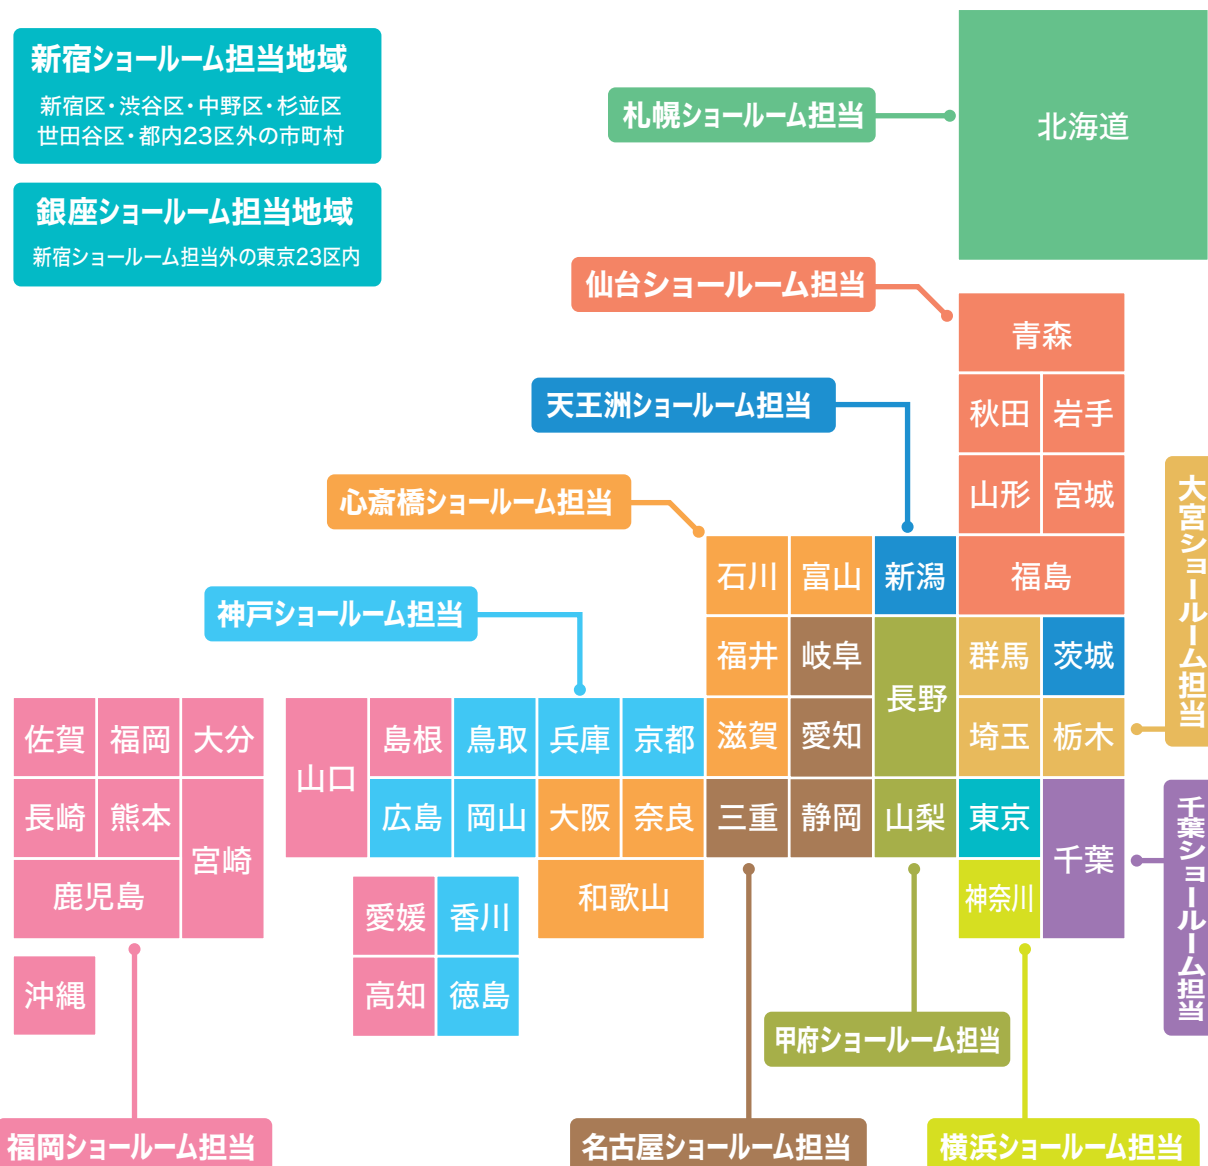 新宿ショールーム担当地域
新宿区・渋谷区・中野区・杉並区
世田谷区・都内23区外の市町村
銀座ショールーム担当地域
新宿ショールーム担当外の東京23区内
札幌ショールーム担当
北海道
仙台ショールーム担当
青森
秋田
岩手
山形
宮城
福島
天王洲ショールーム担当
新潟
茨城
大宮ショールーム担当
群馬
埼玉
栃木
千葉ショールーム担当
千葉
東京
神奈川
横浜ショールーム担当
長野
山梨
甲府ショールーム担当
心斎橋ショールーム担当
石川
富山
福井
滋賀
大阪
奈良
和歌山
岐阜
愛知
三重
静岡
名古屋ショールーム担当
神戸ショールーム担当
鳥取
兵庫
京都
広島
岡山
香川
徳島
島根
山口
愛媛
高知
佐賀
福岡
大分
長崎
熊本
宮崎
鹿児島
沖縄
福岡ショールーム担当